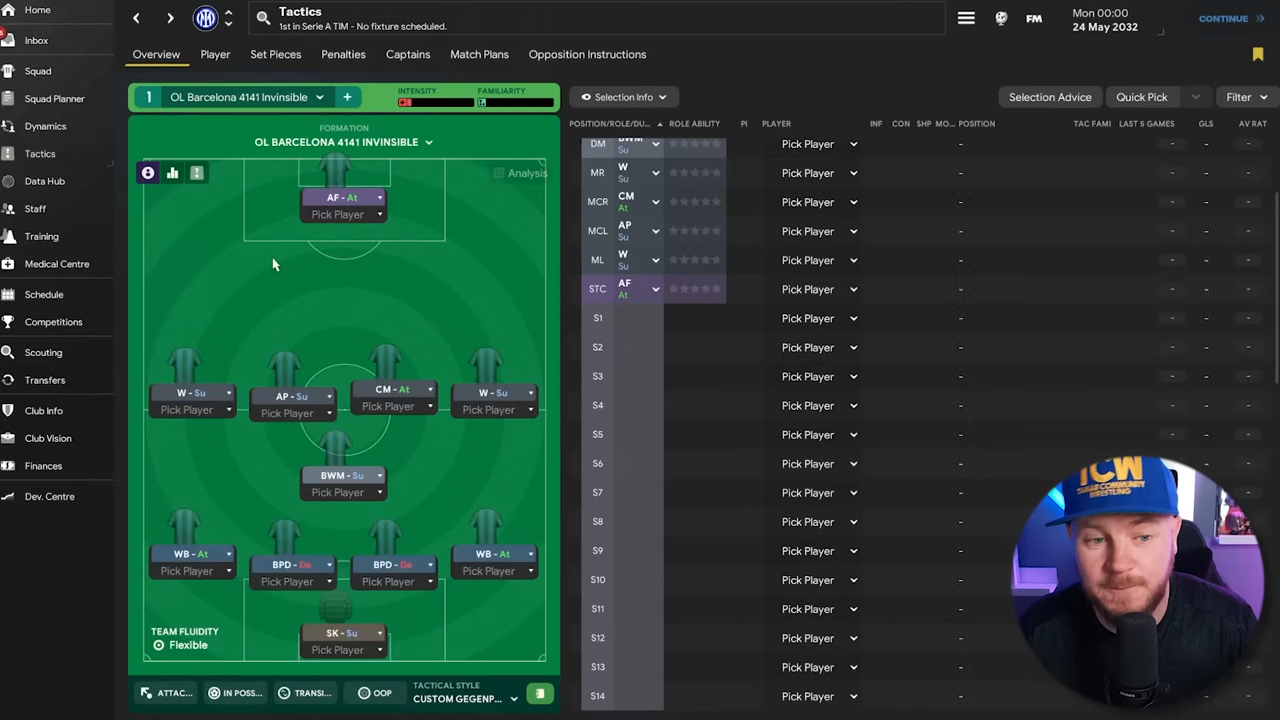 Home
Inbox
Squad
Squad Planner
Dynamics
Tactics
Data Hub
Staff
Training
Medical Centre
Schedule
Competitions
Scouting
Transfers
Club Info
Club Vision
Finances
Dev. Centre
Tactics
1st in Serie A TIM - No fixture scheduled.
FM
Mon 00:00
24 May 2032
CONTINUE
Overview Player Set Pieces Penalties Captains Match Plans Opposition Instructions
1 OL Barcelona 4141 Invinsible +
INTENSITY FAMILIARITY
FORMATION
OL BARCELONA 4141 INVINSIBLE
Analysis
AF - At
Pick Player
W - Su AP - Su CM - At W - Su
Pick Player Pick Player Pick Player Pick Player
BWM - Su
Pick Player
WB - At BPD - De BPD - De WB - At
Pick Player Pick Player Pick Player Pick Player
SK - Su
Pick Player
TEAM FLUIDITY
Flexible
ATTAC... IN POSS... TRANSI... OOP
TACTICAL STYLE
CUSTOM GEGENP...
Selection Info Selection Advice Quick Pick Filter
POSITION/ROLE/DU... ROLE ABILITY PI PLAYER INF CON SHP MO... POSITION TAC FAMI LAST 5 GAMES GLS AV RAT
DM BWM Su Pick Player - - - - -
MR W Su Pick Player - - - - -
MCR CM At Pick Player - - - - -
MCL AP Su Pick Player - - - - -
ML W Su Pick Player - - - - -
STC AF At Pick Player - - - - -
S1 Pick Player - - - - -
S2 Pick Player - - - - -
S3 Pick Player - - - - -
S4 Pick Player - - - - -
S5 Pick Player - - - - -
S6 Pick Player - -
S7 Pick Player - -
S8 Pick Player - -
S9 Pick Player - -
S10 Pick Player - -
S11 Pick Player - -
S12 Pick Player - -
S13 Pick Player - -
S14 Pick Player - -
TCW
TAMAR COMMUNITY
WRESTLING